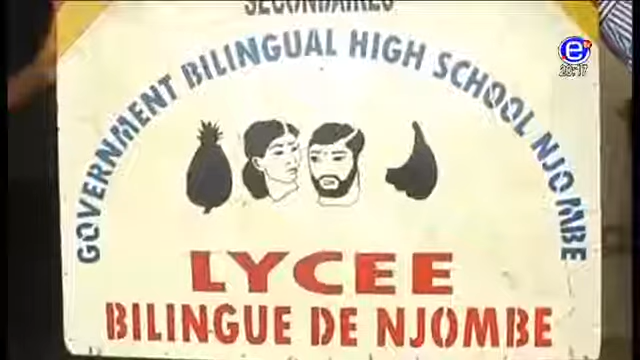 SECONDAIRES
GOVERNMENT BILINGUAL HIGH SCHOOL NJOMBE
LYCEE
BILINGUE DE NJOMBE
e